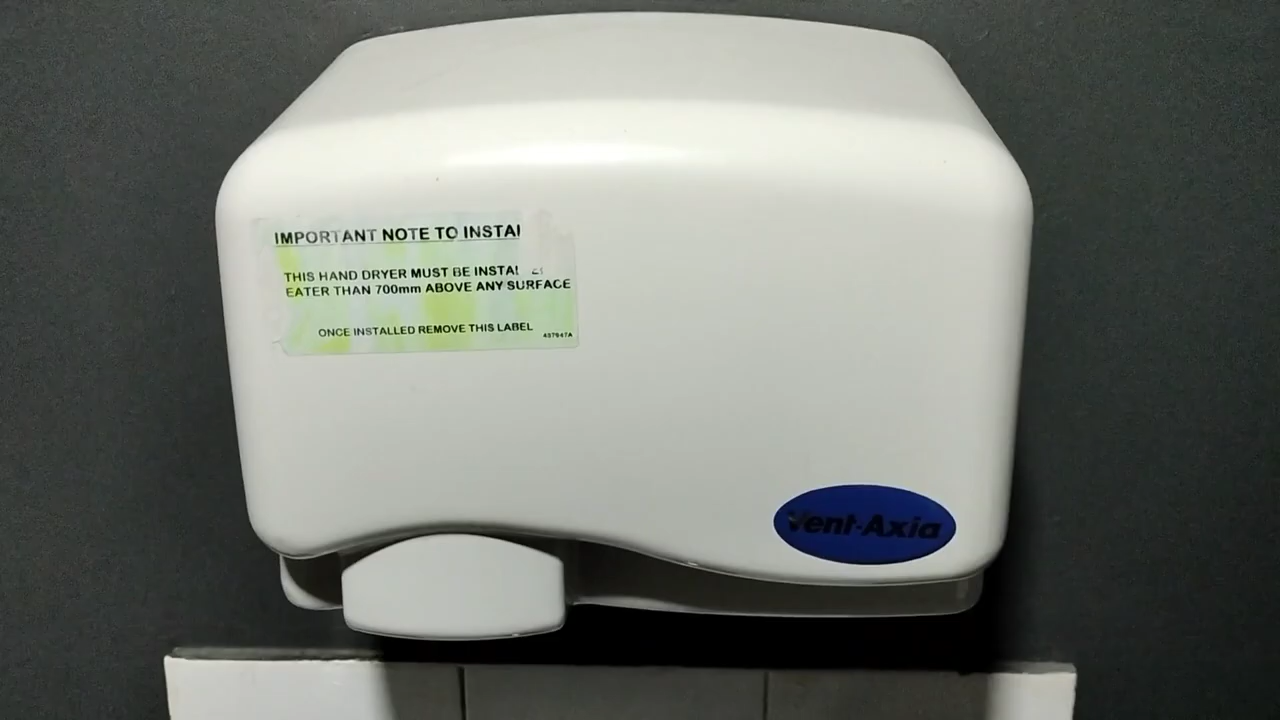 IMPORTANT NOTE TO INSTAL
THIS HAND DRYER MUST BE INSTAL
EATER THAN 700mm ABOVE ANY SURFACE
ONCE INSTALLED REMOVE THIS LABEL
437947A
Vent-Axia